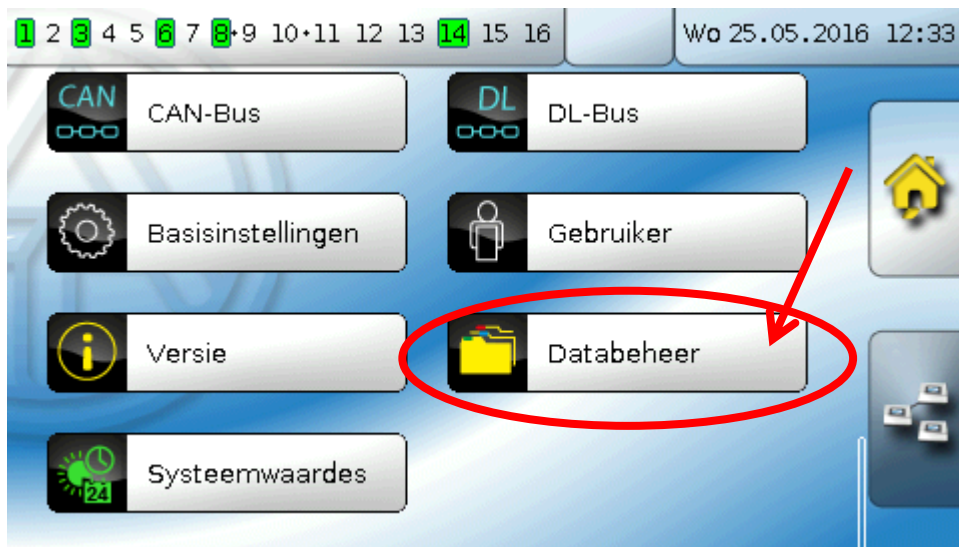 1 2 3 4 5 6 7 8·9 10·11 12 13 14 15 16 Wo 25.05.2016 12:33
CAN CAN-Bus DL DL-Bus
Basisinstellingen Gebruiker
Versie Databeheer
24 Systeemwaardes